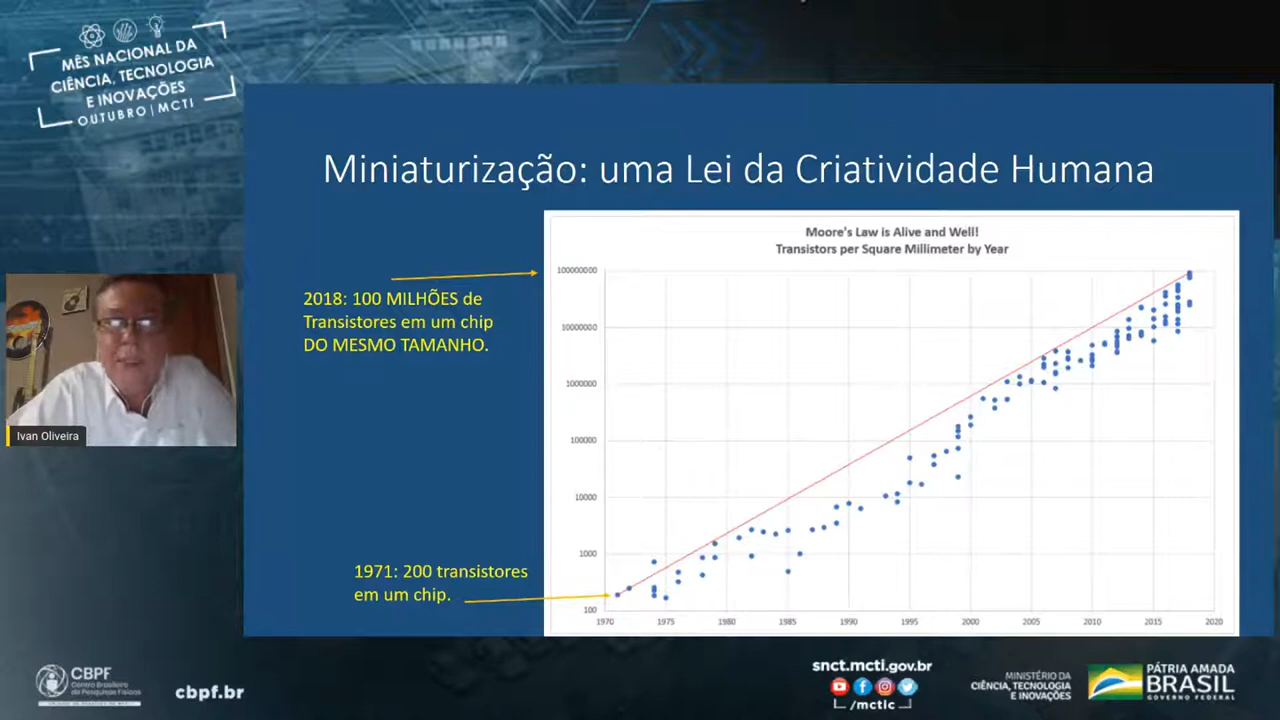 MÊS NACIONAL DA
CIÊNCIA, TECNOLOGIA
E INOVAÇÕES
OUTUBRO | MCTI
Miniaturização: uma Lei da Criatividade Humana
Moore's Law is Alive and Well!
Transistors per Square Millimeter by Year
2018: 100 MILHÕES de
Transistores em um chip
DO MESMO TAMANHO.
1971: 200 transistores
em um chip.
100000000
10000000
1000000
100000
10000
1000
100
1970 1975 1980 1985 1990 1995 2000 2005 2010 2015 2020
Ivan Oliveira
CBPF
Centro Brasileiro
de Pesquisas Físicas
cbpf.br
snct.mcti.gov.br
/mctic
MINISTÉRIO DA
CIÊNCIA, TECNOLOGIA
E INOVAÇÕES
PÁTRIA AMADA
BRASIL
GOVERNO FEDERAL